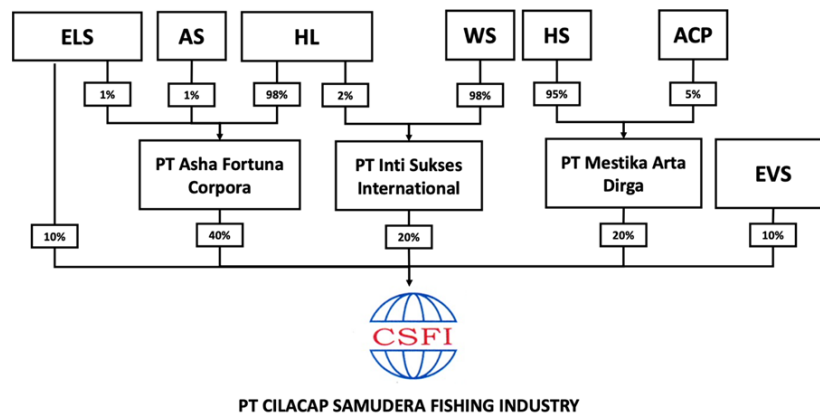 ELS
AS
HL
WS
HS
ACP
1%
1%
98%
2%
98%
95%
5%
PT Asha Fortuna
Corpora
PT Inti Sukses
International
PT Mestika Arta
Dirga
EVS
10%
40%
20%
20%
10%
CSFI
PT CILACAP SAMUDERA FISHING INDUSTRY